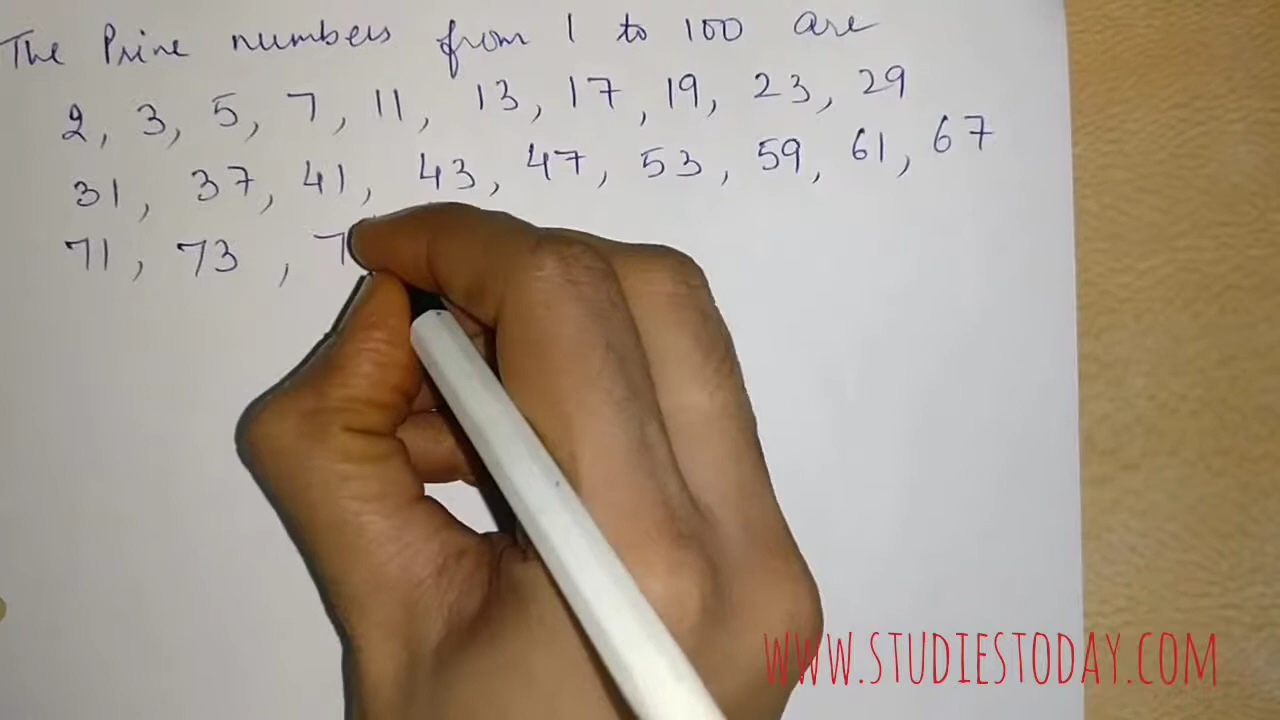 The Prime numbers from 1 to 100 are
2, 3, 5, 7, 11, 13, 17, 19, 23, 29
31, 37, 41, 43, 47, 53, 59, 61, 67
71, 73, 7
www.studiestoday.com